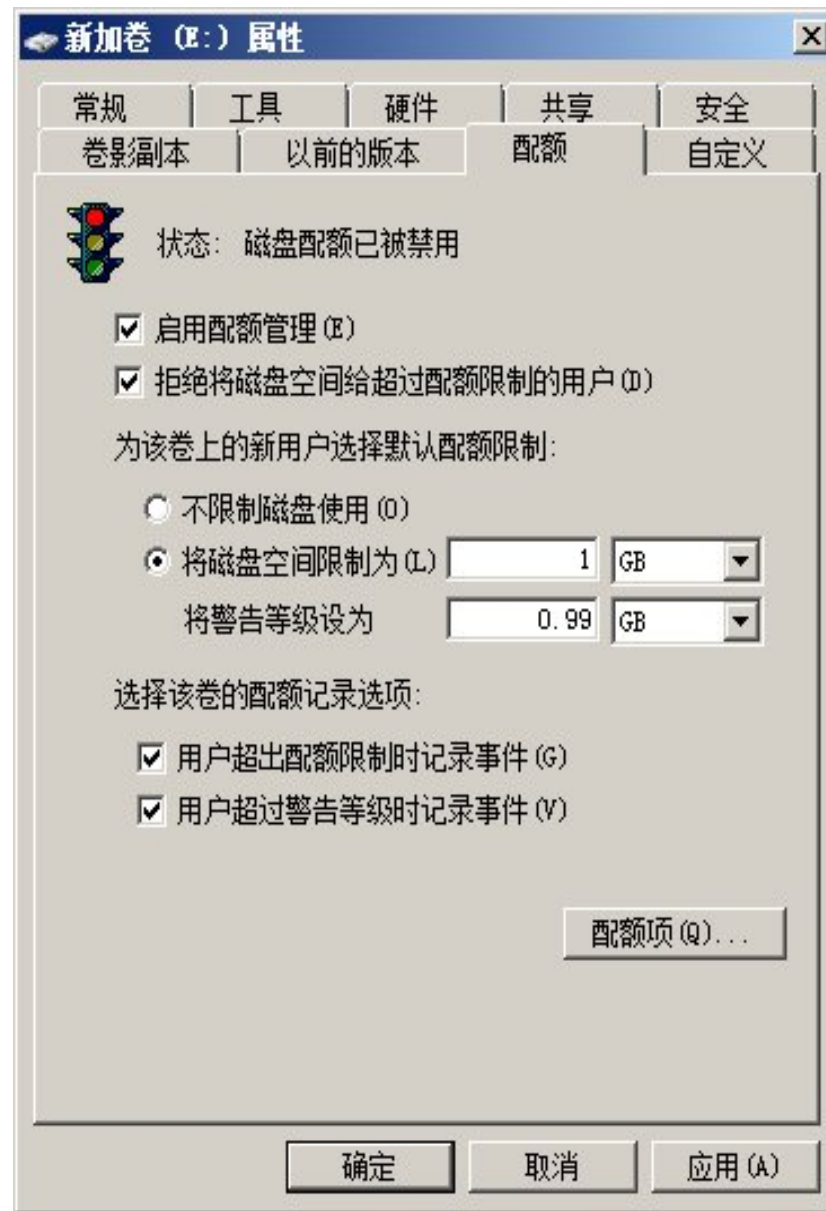 新加卷 (E:) 属性
常规 工具 硬件 共享 安全
卷影副本 以前的版本 配额 自定义
状态: 磁盘配额已被禁用
启用配额管理(E)
拒绝将磁盘空间给超过配额限制的用户(D)
为该卷上的新用户选择默认配额限制:
不限制磁盘使用(O)
将磁盘空间限制为(L) 1 GB
将警告等级设为 0.99 GB
选择该卷的配额记录选项:
用户超出配额限制时记录事件(G)
用户超过警告等级时记录事件(V)
配额项(Q)...
确定 取消 应用(A)